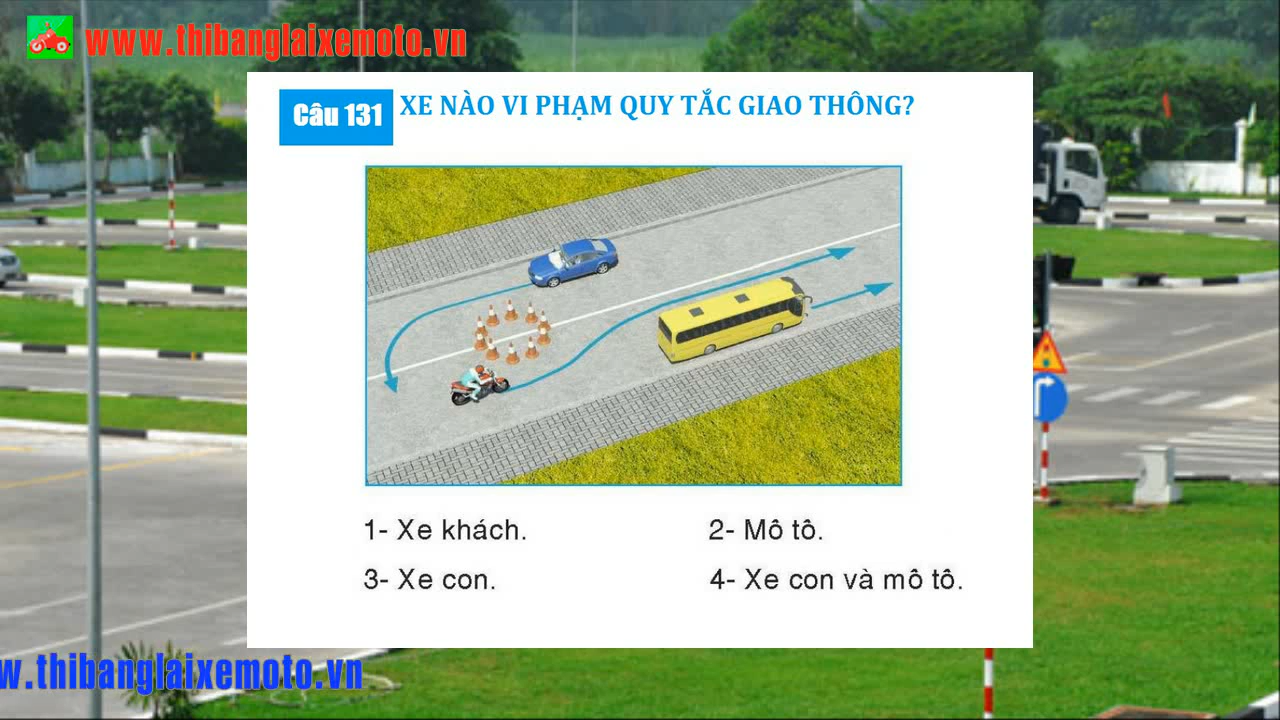 www.thibanglaixemoto.vn
Câu 131
XE NÀO VI PHẠM QUY TẮC GIAO THÔNG?
1- Xe khách.
2- Mô tô.
3- Xe con.
4- Xe con và mô tô.
w.thibanglaixemoto.vn